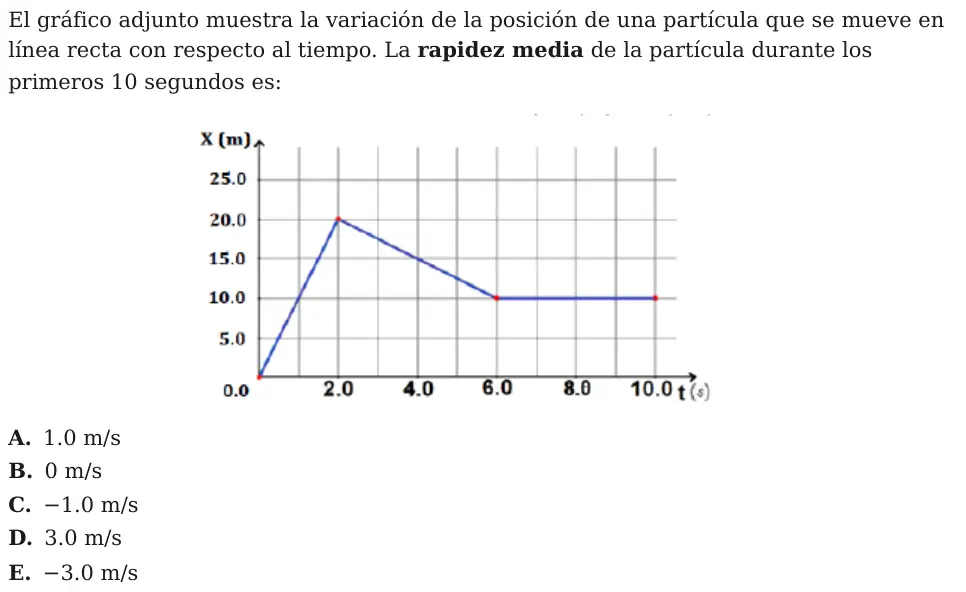 El gráfico adjunto muestra la variación de la posición de una partícula que se mueve en
línea recta con respecto al tiempo. La rapidez media de la partícula durante los
primeros 10 segundos es:
X (m)
25.0
20.0
15.0
10.0
5.0
0.0 2.0 4.0 6.0 8.0 10.0 t (s)
A. 1.0 m/s
B. 0 m/s
C. −1.0 m/s
D. 3.0 m/s
E. −3.0 m/s